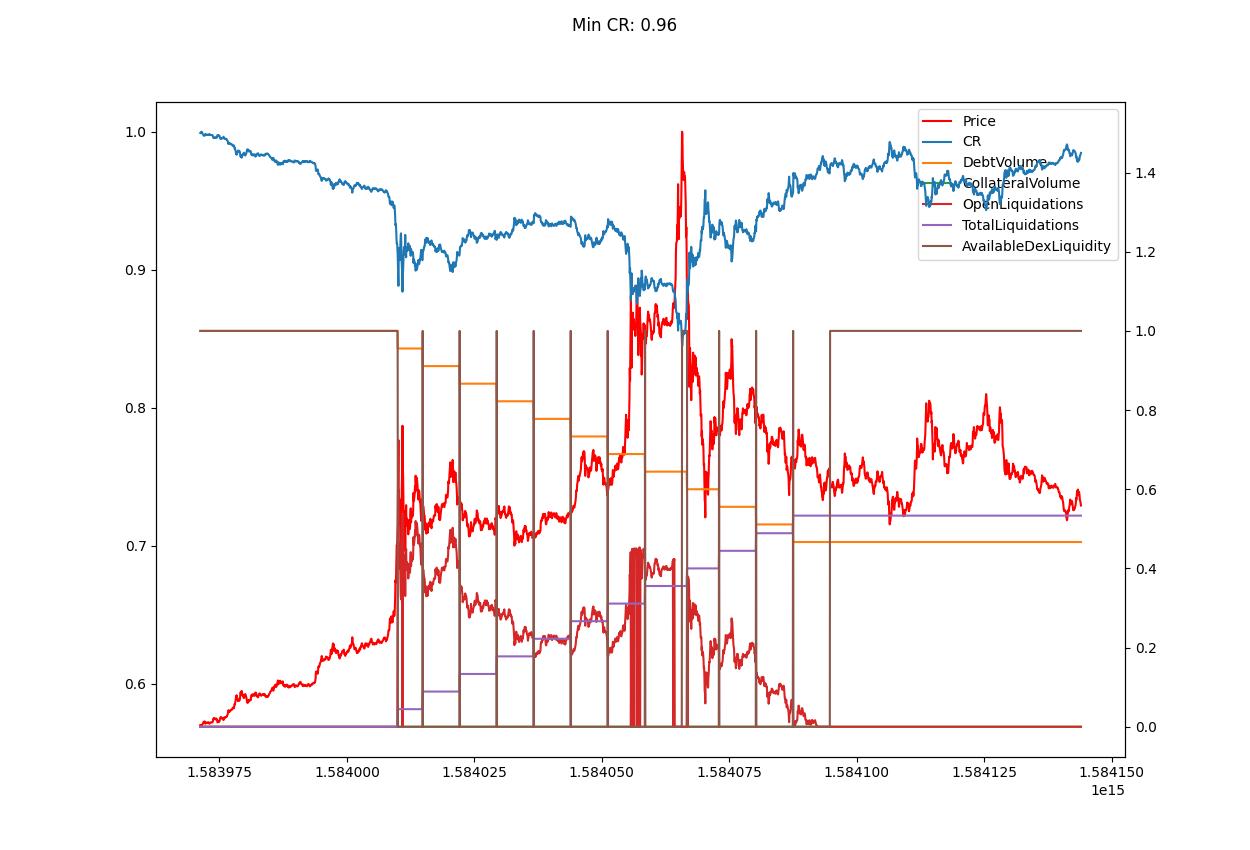 Min CR: 0.96
Price
CR
DebtVolume
CollateralVolume
OpenLiquidations
TotalLiquidations
AvailableDexLiquidity
1.0
0.9
0.8
0.7
0.6
1.4
1.2
1.0
0.8
0.6
0.4
0.2
0.0
1.583975 1.584000 1.584025 1.584050 1.584075 1.584100 1.584125 1.584150
1e15